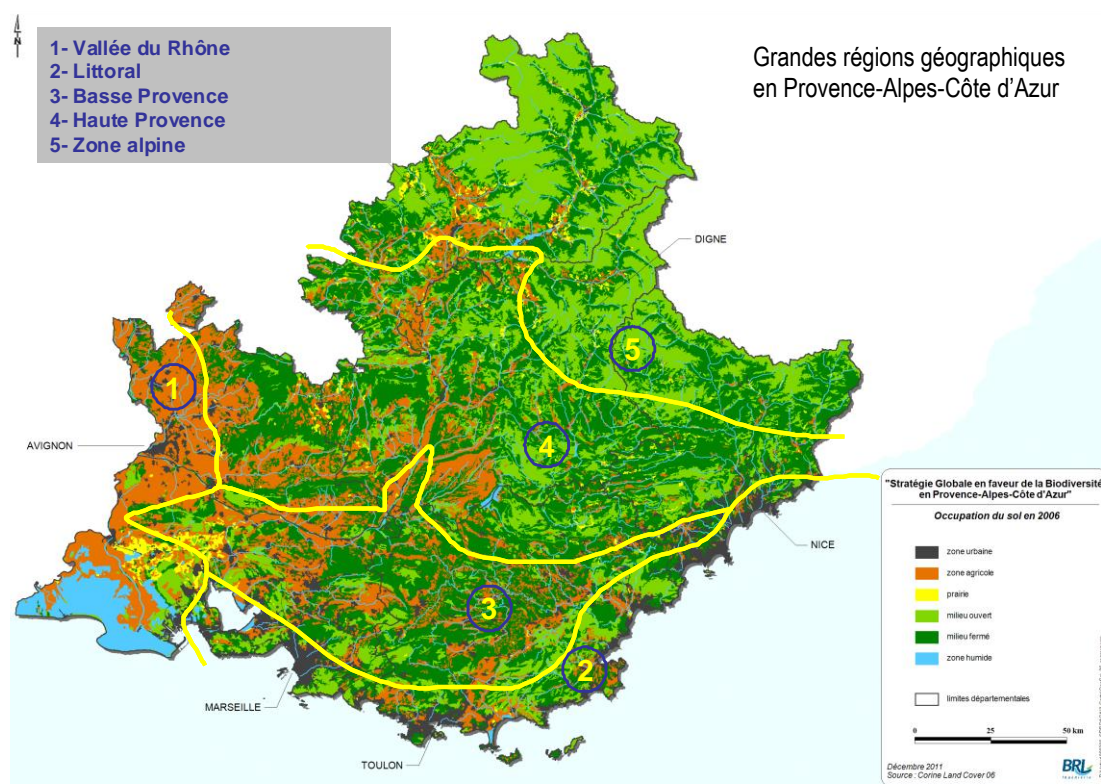 N
1- Vallée du Rhône
2- Littoral
3- Basse Provence
4- Haute Provence
5- Zone alpine
Grandes régions géographiques
en Provence-Alpes-Côte d'Azur
DIGNE
5
1
AVIGNON
4
NICE
3
2
MARSEILLE
TOULON
"Stratégie Globale en faveur de la Biodiversité
en Provence-Alpes-Côte d'Azur"
Occupation du sol en 2006
zone urbaine
zone agricole
prairie
milieu ouvert
milieu fermé
zone humide
limites départementales
0 25 50 km
Décembre 2011
Source : Corine Land Cover 06
BRL